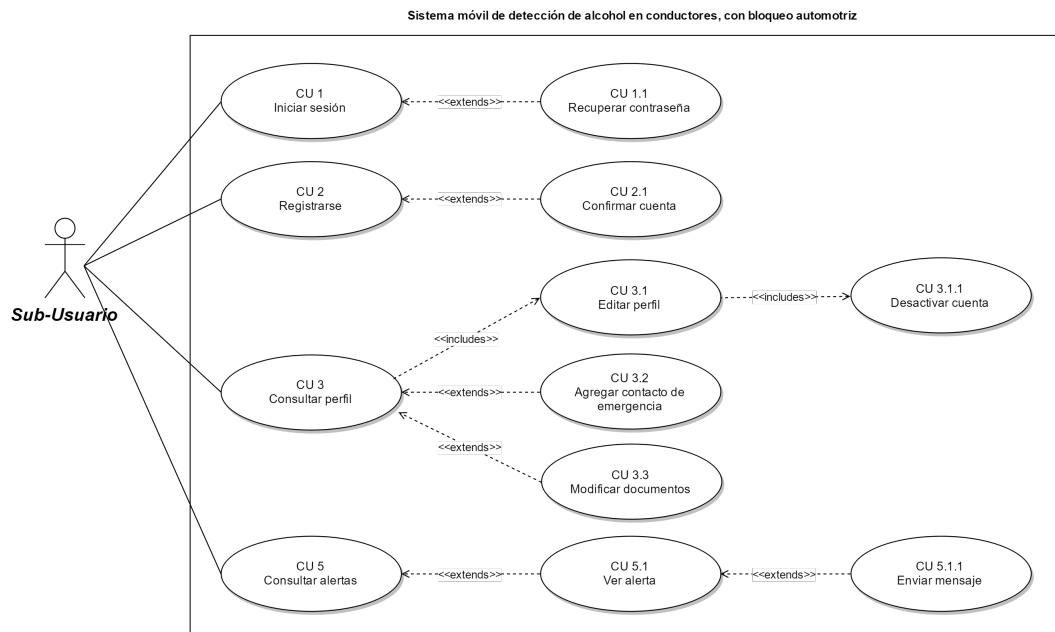 Sistema móvil de detección de alcohol en conductores, con bloqueo automotriz
CU 1
Iniciar sesión
<<extends>>
CU 1.1
Recuperar contraseña
CU 2
Registrarse
<<extends>>
CU 2.1
Confirmar cuenta
Sub-Usuario
CU 3.1
Editar perfil
<<includes>>
CU 3.1.1
Desactivar cuenta
<<includes>>
CU 3
Consultar perfil
<<extends>>
CU 3.2
Agregar contacto de
emergencia
<<extends>>
CU 3.3
Modificar documentos
CU 5
Consultar alertas
<<extends>>
CU 5.1
Ver alerta
<<extends>>
CU 5.1.1
Enviar mensaje